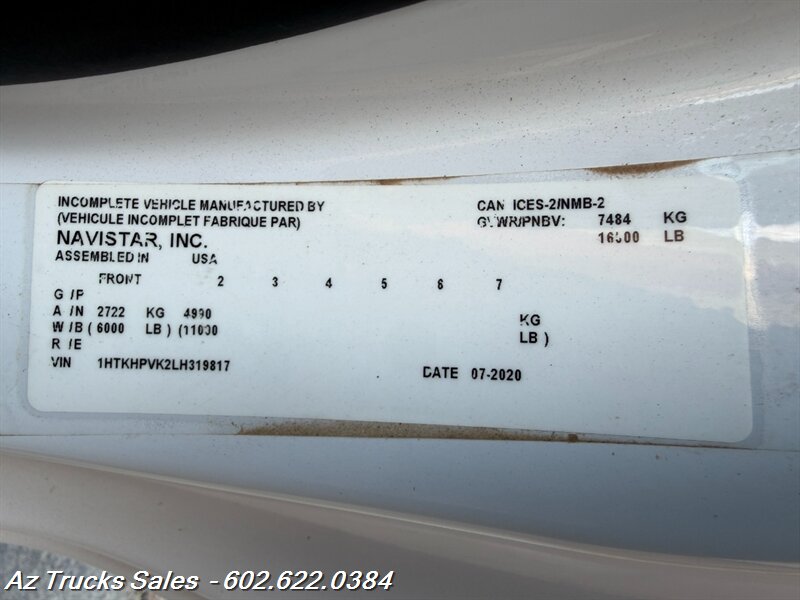 INCOMPLETE VEHICLE MANUFACTURED BY
(VEHICULE INCOMPLET FABRIQUE PAR)
NAVISTAR, INC.
ASSEMBLED IN USA
CAN ICES-2/NMB-2
GVWR/PNBV: 7484 KG
16500 LB
FRONT 2 3 4 5 6 7
G /P
A /N 2722 KG 4990 KG
W /B ( 6000 LB ) (11000 LB )
R /E
VIN 1HTKHPVK2LH319817 DATE 07-2020
Az Trucks Sales - 602.622.0384